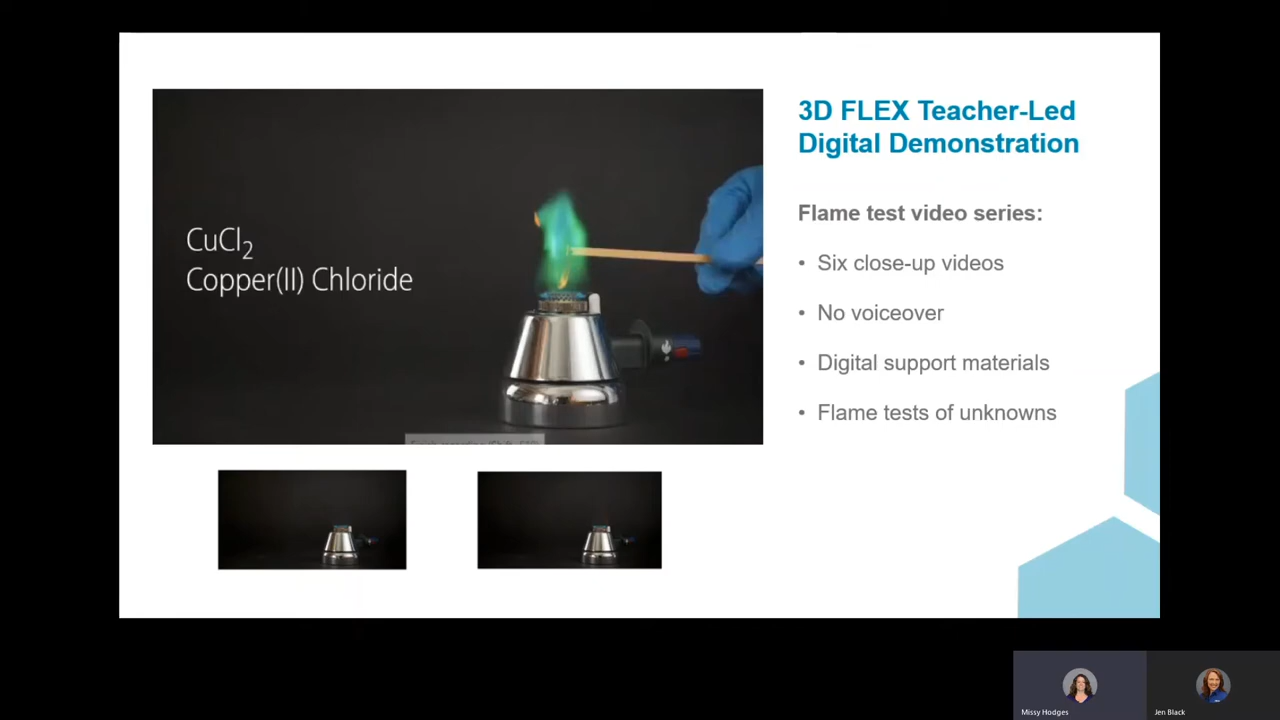 3D FLEX Teacher-Led
Digital Demonstration
CuCl₂
Copper(II) Chloride
Flame test video series:
• Six close-up videos
• No voiceover
• Digital support materials
• Flame tests of unknowns
Missy Hodges
Jen Black